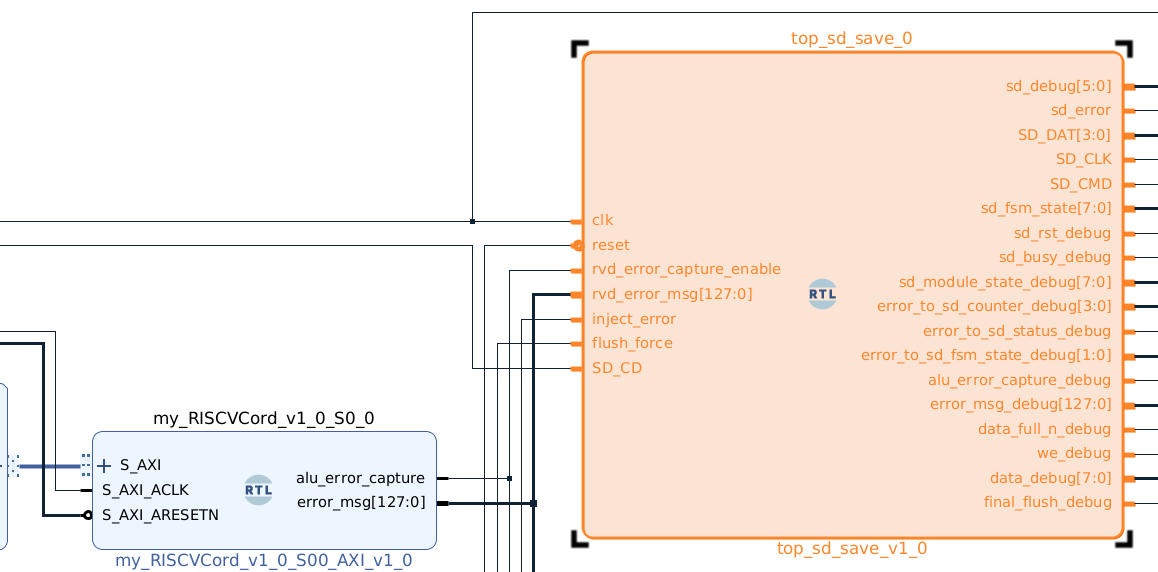 top_sd_save_0
sd_debug[5:0]
sd_error
SD_DAT[3:0]
SD_CLK
SD_CMD
sd_fsm_state[7:0]
sd_rst_debug
sd_busy_debug
sd_module_state_debug[7:0]
error_to_sd_counter_debug[3:0]
error_to_sd_status_debug
error_to_sd_fsm_state_debug[1:0]
alu_error_capture_debug
error_msg_debug[127:0]
data_full_n_debug
we_debug
data_debug[7:0]
final_flush_debug
clk
reset
rvd_error_capture_enable
rvd_error_msg[127:0]
inject_error
flush_force
SD_CD
RTL
top_sd_save_v1_0
my_RISCVCord_v1_0_S0_0
S_AXI
S_AXI_ACLK
S_AXI_ARESETN
RTL
alu_error_capture
error_msg[127:0]
my_RISCVCord_v1_0_S00_AXI_v1_0